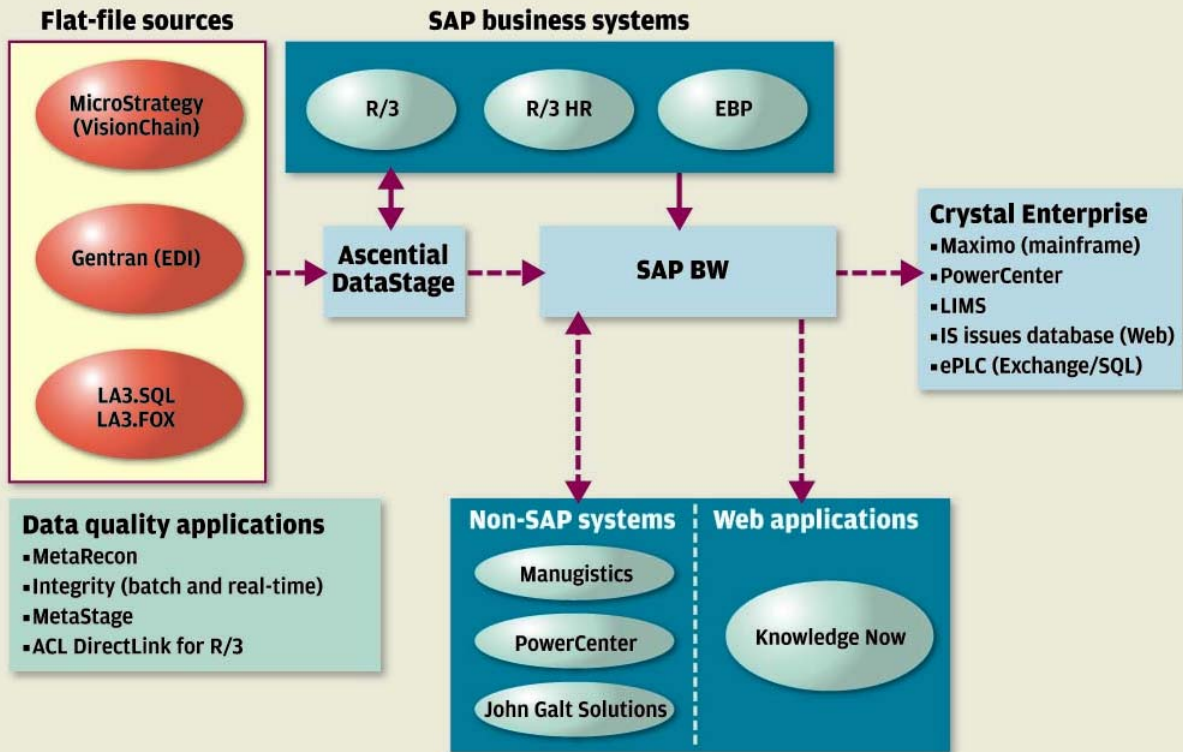 Flat-file sources
MicroStrategy
(VisionChain)
Gentran (EDI)
LA3.SQL
LA3.FOX
SAP business systems
R/3
R/3 HR
EBP
Ascential
DataStage
SAP BW
Crystal Enterprise
▪Maximo (mainframe)
▪PowerCenter
▪LIMS
▪IS issues database (Web)
▪ePLC (Exchange/SQL)
Data quality applications
▪MetaRecon
▪Integrity (batch and real-time)
▪MetaStage
▪ACL DirectLink for R/3
Non-SAP systems
Manugistics
PowerCenter
John Galt Solutions
Web applications
Knowledge Now